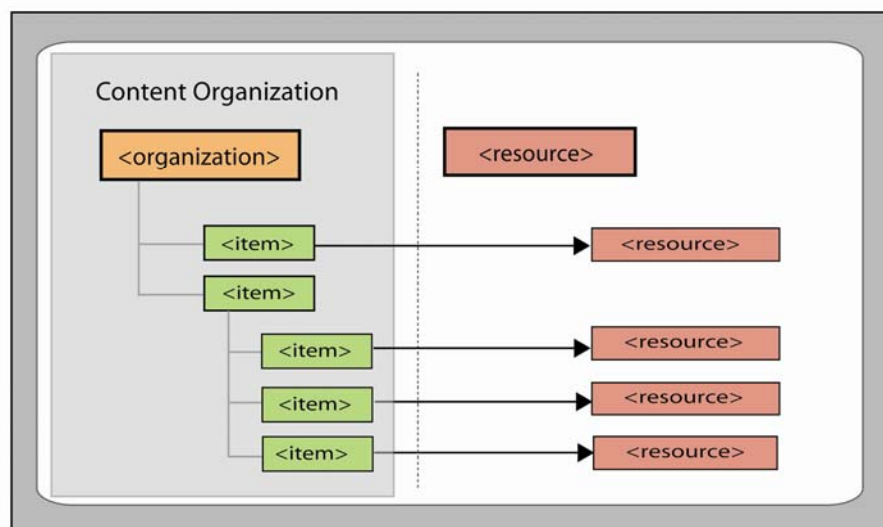 Content Organization
<organization>
<resource>
<item>
<resource>
<item>
<item>
<resource>
<item>
<resource>
<item>
<resource>